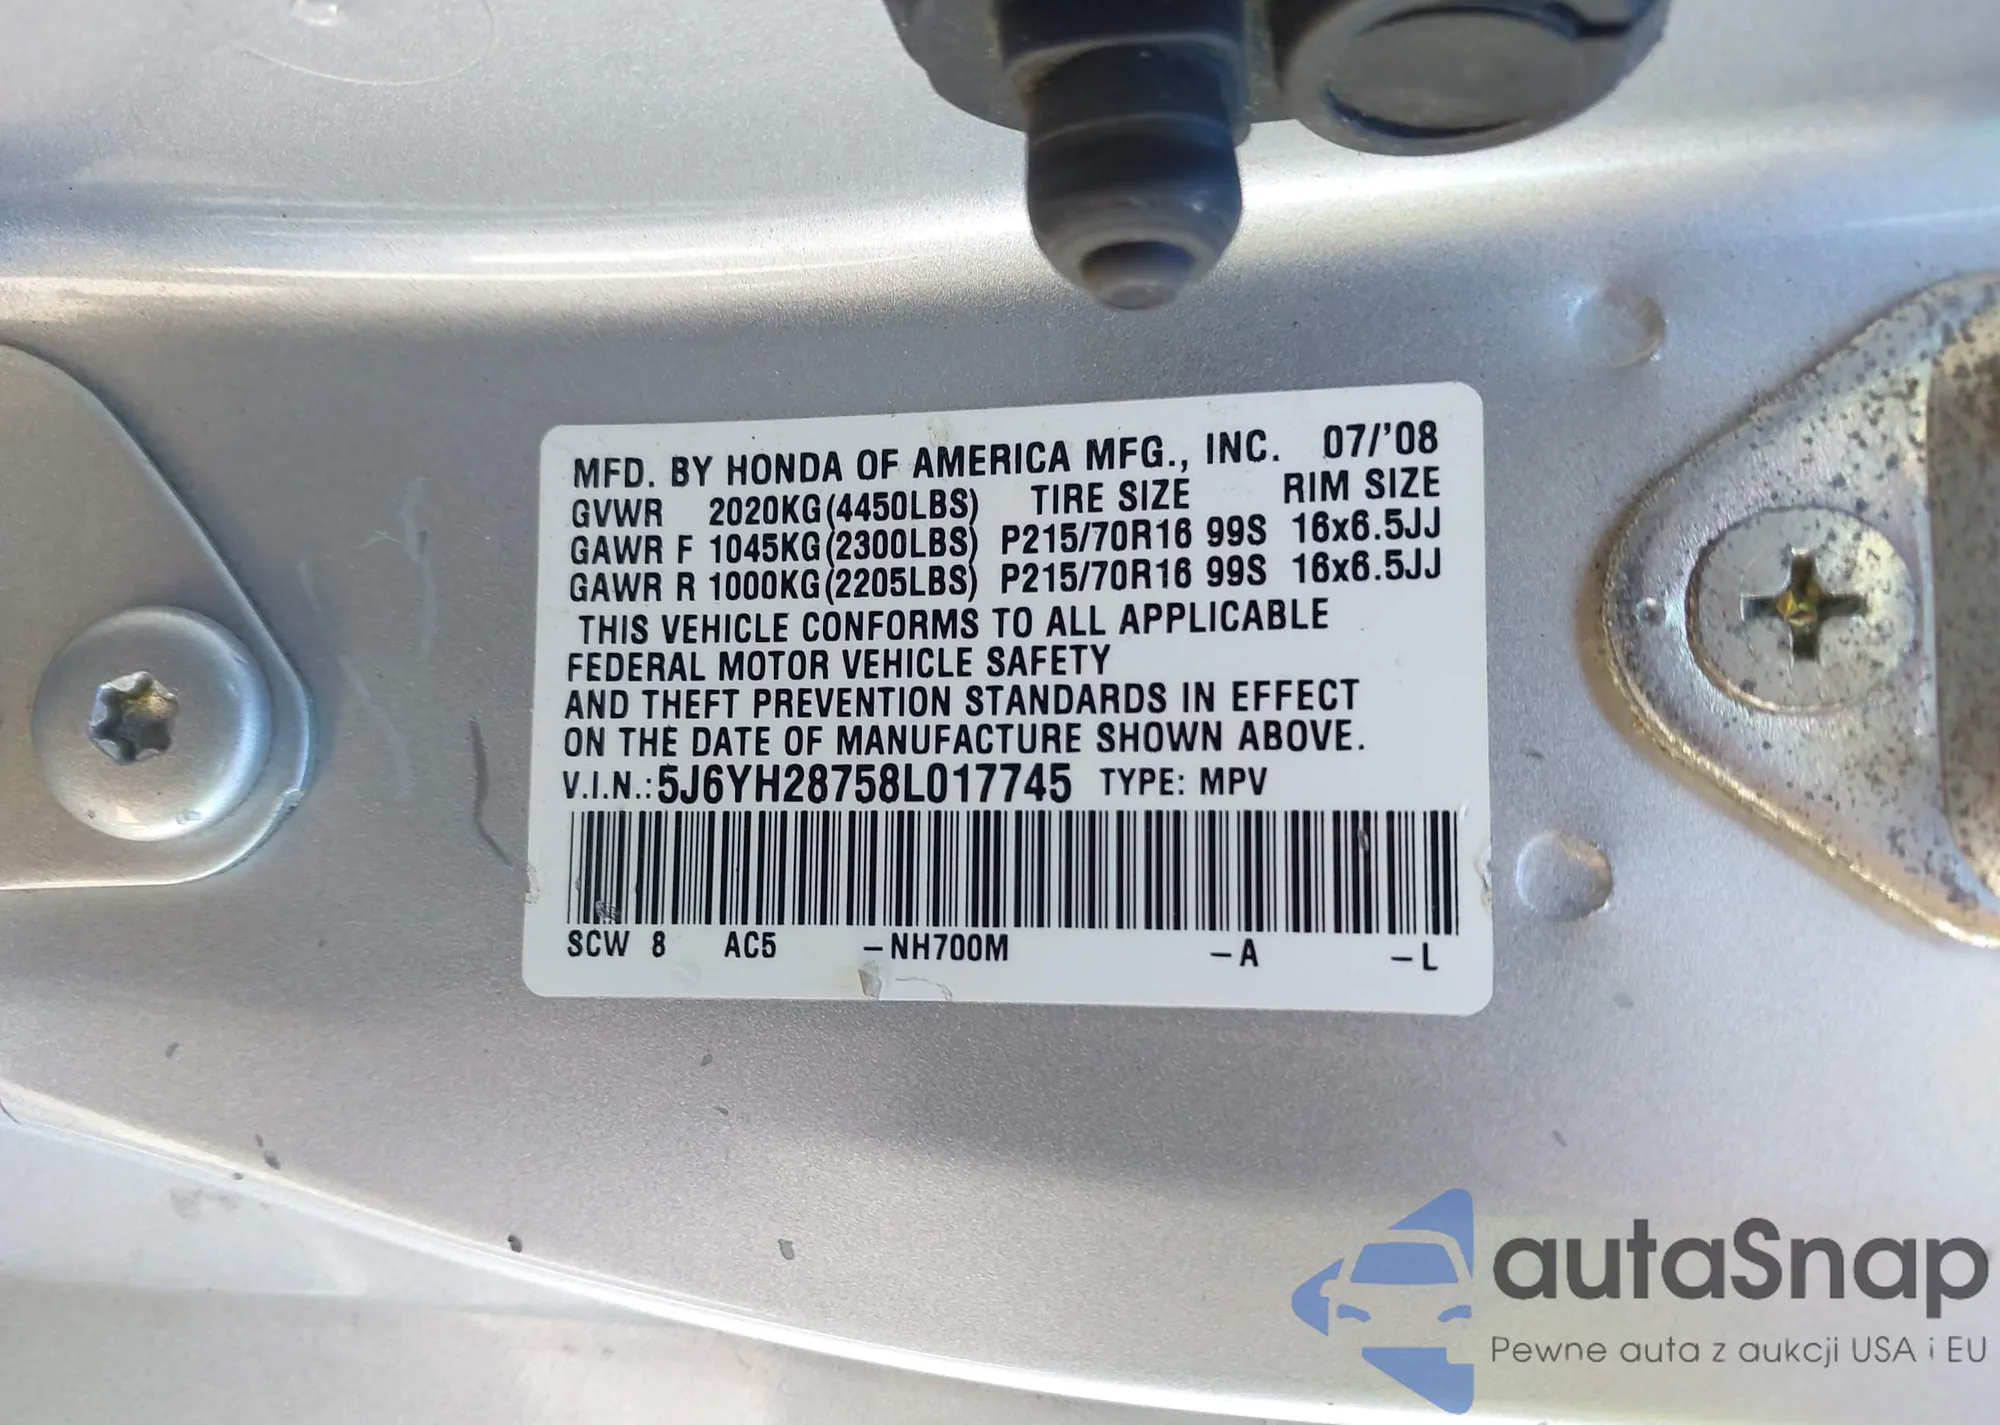 MFD. BY HONDA OF AMERICA MFG., INC. 07/'08
GVWR 2020KG(4450LBS) TIRE SIZE RIM SIZE
GAWR F 1045KG(2300LBS) P215/70R16 99S 16x6.5JJ
GAWR R 1000KG(2205LBS) P215/70R16 99S 16x6.5JJ
THIS VEHICLE CONFORMS TO ALL APPLICABLE
FEDERAL MOTOR VEHICLE SAFETY
AND THEFT PREVENTION STANDARDS IN EFFECT
ON THE DATE OF MANUFACTURE SHOWN ABOVE.
V.I.N.:5J6YH28758L017745 TYPE: MPV
SCW 8 AC5 –NH700M –A –L
autaSnap
Pewne auta z aukcji USA i EU